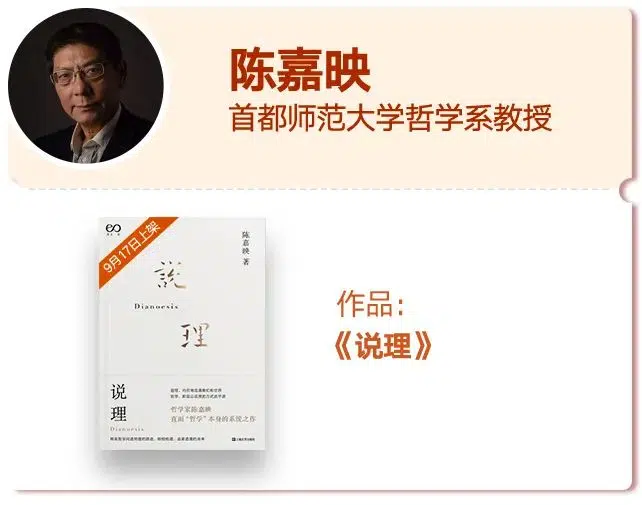 陈嘉映
首都师范大学哲学系教授
9月17日上架
陈嘉映 著
説
Dianoesis
理
说
理
Dianoesis
哲学家陈嘉映
直面“哲学”本身的系统之作
作品：
《说理》